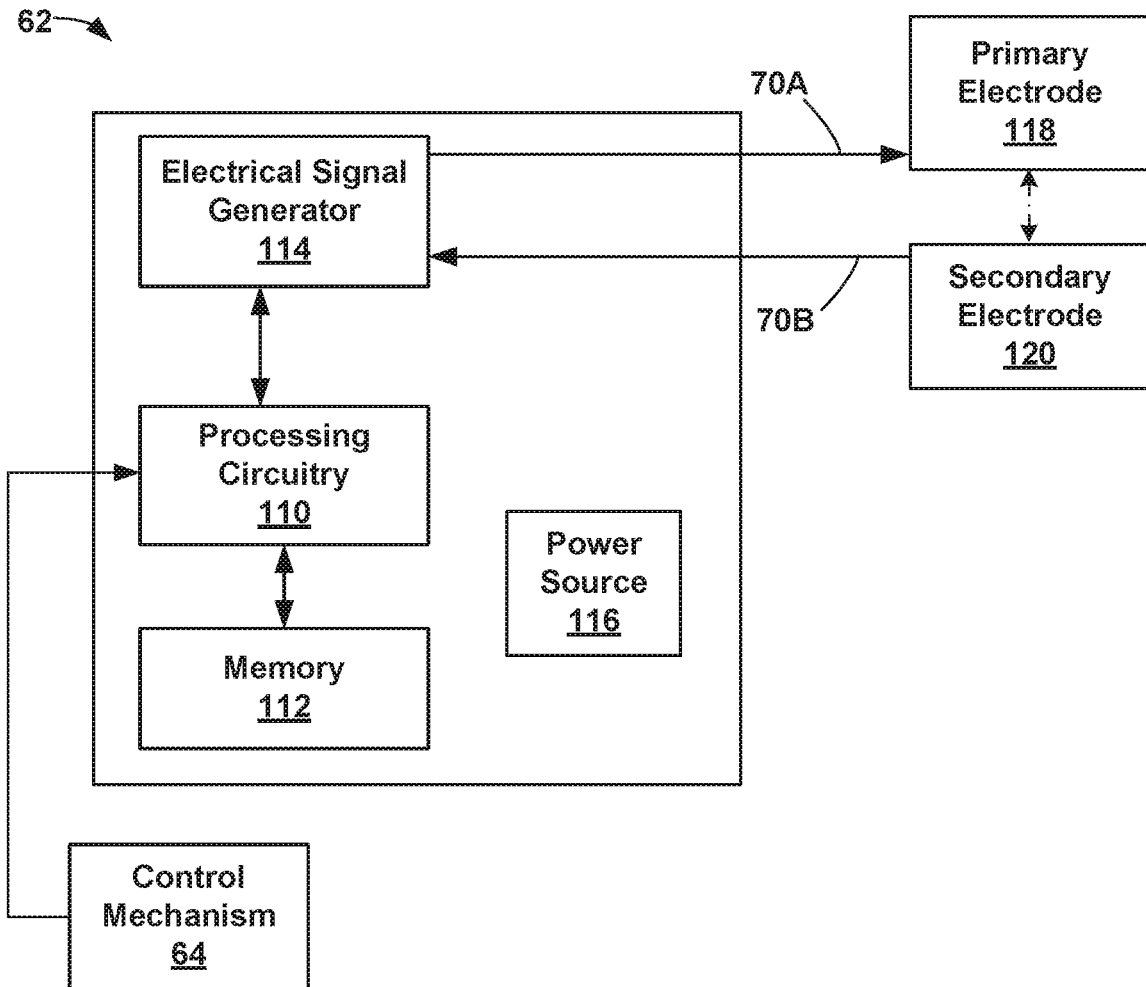 62
Primary
Electrode
118
70A
Electrical Signal
Generator
114
Secondary
Electrode
120
70B
Processing
Circuitry
110
Power
Source
116
Memory
112
Control
Mechanism
64